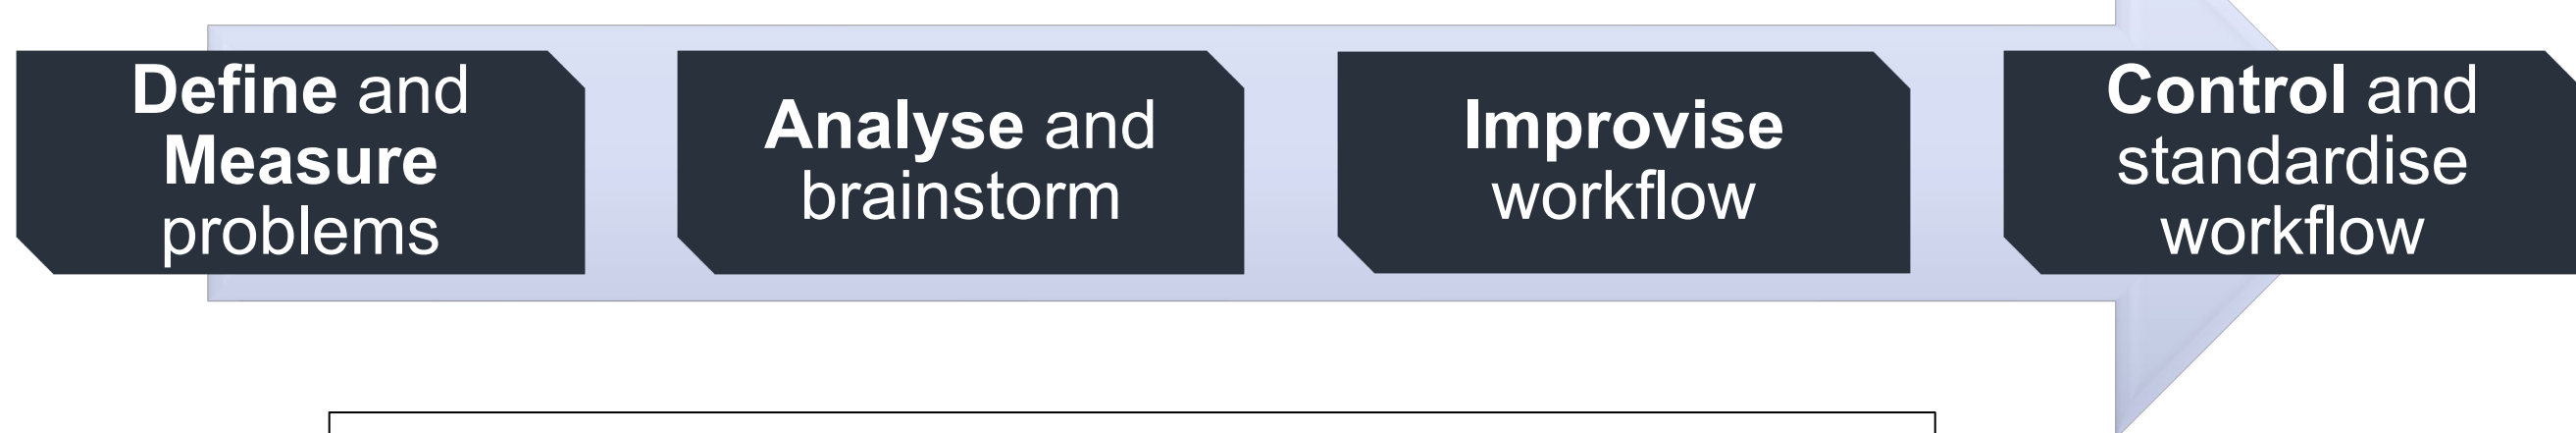 Define and
Measure
problems
Analyse and
brainstorm
Improvise
workflow
Control and
standardise
workflow